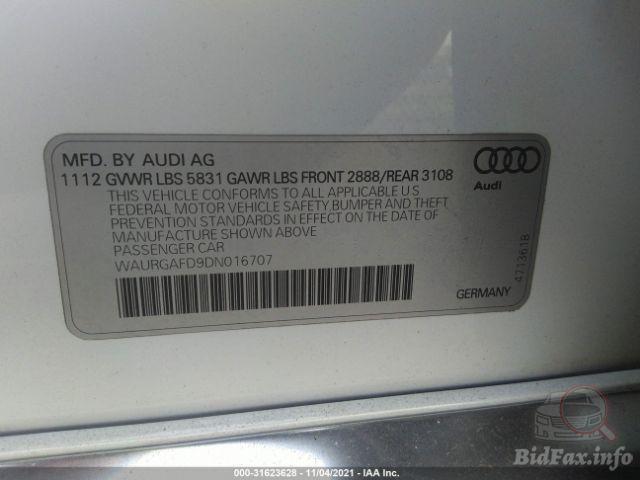 MFD. BY AUDI AG
1112 GVWR LBS 5831 GAWR LBS FRONT 2888/REAR 3108
THIS VEHICLE CONFORMS TO ALL APPLICABLE U S
FEDERAL MOTOR VEHICLE SAFETY, BUMPER AND THEFT
PREVENTION STANDARDS IN EFFECT ON THE DATE OF
MANUFACTURE SHOWN ABOVE
PASSENGER CAR
WAURGAFD9DN016707
Audi
4713618
GERMANY
BidFax.info
000-31623628 - 11/04/2021 - IAA Inc.